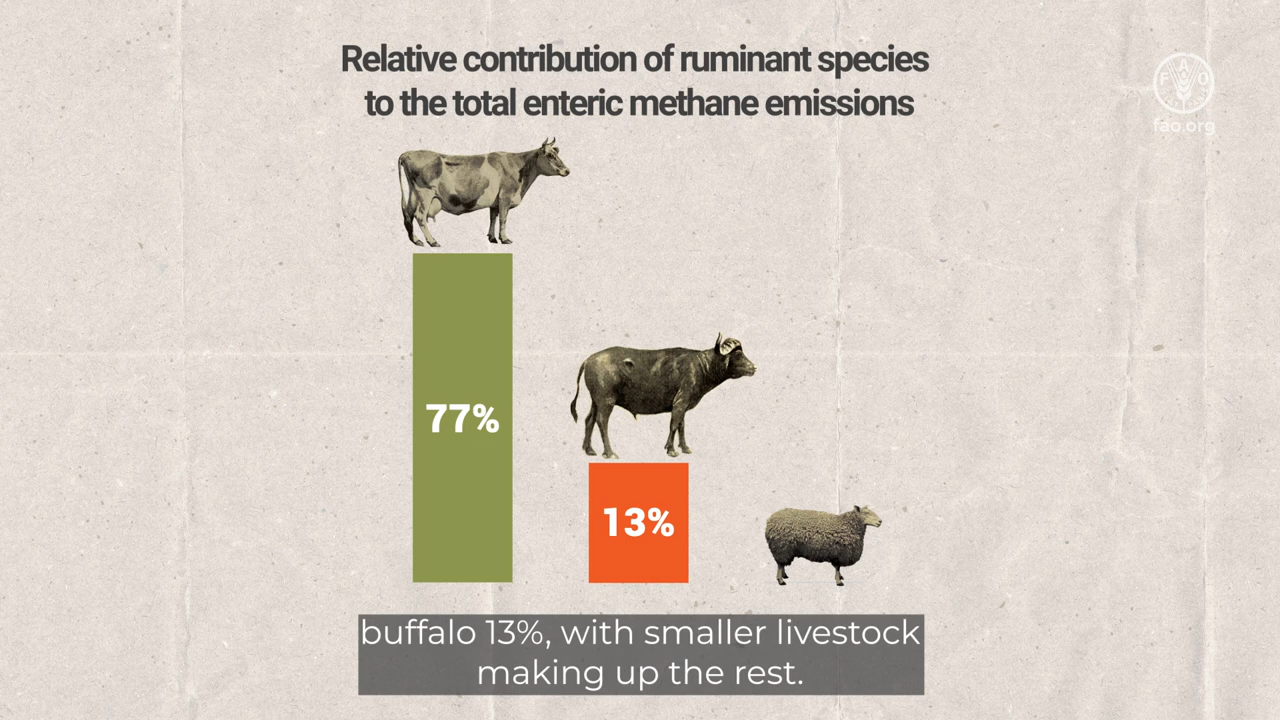 Relative contribution of ruminant species
to the total enteric methane emissions
F A O
fao.org
77%
13%
buffalo 13%, with smaller livestock
making up the rest.